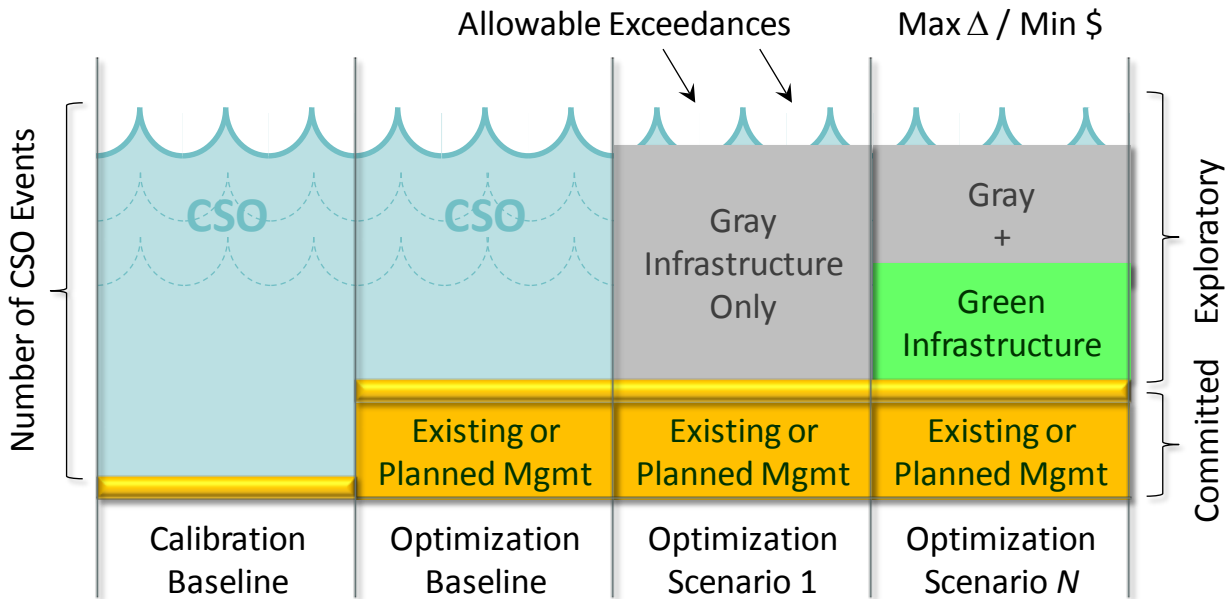 Allowable Exceedances
Max Δ / Min $
Number of CSO Events
CSO
CSO
Gray
Infrastructure
Only
Gray
+
Green
Infrastructure
Existing or
Planned Mgmt
Existing or
Planned Mgmt
Existing or
Planned Mgmt
Exploratory
Committed
Calibration
Baseline
Optimization
Baseline
Optimization
Scenario 1
Optimization
Scenario N